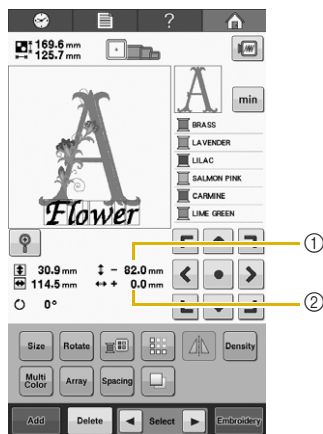 ?
169.6 mm
125.7 mm
min
BRASS
LAVENDER
LILAC
SALMON PINK
CARMINE
LIME GREEN
A
A
Flower
30.9 mm - 82.0 mm
114.5 mm + 0.0 mm
0°
①
②
Size Rotate Density
Multi Color Array Spacing
Add Delete Select Embroidery